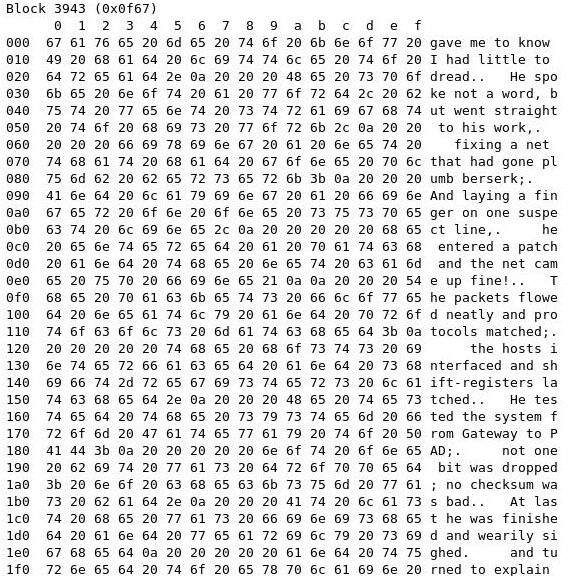 Block 3943 (0x0f67)
0 1 2 3 4 5 6 7 8 9 a b c d e f
000 67 61 76 65 20 6d 65 20 74 6f 20 6b 6e 6f 77 20 gave me to know
010 49 20 68 61 64 20 6c 69 74 74 6c 65 20 74 6f 20 I had little to
020 64 72 65 61 64 2e 0a 20 20 20 48 65 20 73 70 6f dread..   He spo
030 6b 65 20 6e 6f 74 20 61 20 77 6f 72 64 2c 20 62 ke not a word, b
040 75 74 20 77 65 6e 74 20 73 74 72 61 69 67 68 74 ut went straight
050 20 74 6f 20 68 69 73 20 77 6f 72 6b 2c 0a 20 20  to his work,.
060 20 20 20 66 69 78 69 6e 67 20 61 20 6e 65 74 20    fixing a net
070 74 68 61 74 20 68 61 64 20 67 6f 6e 65 20 70 6c that had gone pl
080 75 6d 62 20 62 65 72 73 65 72 6b 3b 0a 20 20 20 umb berserk;.
090 41 6e 64 20 6c 61 79 69 6e 67 20 61 20 66 69 6e And laying a fin
0a0 67 65 72 20 6f 6e 20 6f 6e 65 20 73 75 73 70 65 ger on one suspe
0b0 63 74 20 6c 69 6e 65 2c 0a 20 20 20 20 20 68 65 ct line,.     he
0c0 20 65 6e 74 65 72 65 64 20 61 20 70 61 74 63 68  entered a patch
0d0 20 61 6e 64 20 74 68 65 20 6e 65 74 20 63 61 6d  and the net cam
0e0 65 20 75 70 20 66 69 6e 65 21 0a 0a 20 20 20 54 e up fine!..   T
0f0 68 65 20 70 61 63 6b 65 74 73 20 66 6c 6f 77 65 he packets flowe
100 64 20 6e 65 61 74 6c 79 20 61 6e 64 20 70 72 6f d neatly and pro
110 74 6f 63 6f 6c 73 20 6d 61 74 63 68 65 64 3b 0a tocols matched;.
120 20 20 20 20 20 74 68 65 20 68 6f 73 74 73 20 69      the hosts i
130 6e 74 65 72 66 61 63 65 64 20 61 6e 64 20 73 68 nterfaced and sh
140 69 66 74 2d 72 65 67 69 73 74 65 72 73 20 6c 61 ift-registers la
150 74 63 68 65 64 2e 0a 20 20 20 48 65 20 74 65 73 tched..   He tes
160 74 65 64 20 74 68 65 20 73 79 73 74 65 6d 20 66 ted the system f
170 72 6f 6d 20 47 61 74 65 77 61 79 20 74 6f 20 50 rom Gateway to P
180 41 44 3b 0a 20 20 20 20 20 6e 6f 74 20 6f 6e 65 AD;.     not one
190 20 62 69 74 20 77 61 73 20 64 72 6f 70 70 65 64  bit was dropped
1a0 3b 20 6e 6f 20 63 68 65 63 6b 73 75 6d 20 77 61 ; no checksum wa
1b0 73 20 62 61 64 2e 0a 20 20 20 41 74 20 6c 61 73 s bad..   At las
1c0 74 20 68 65 20 77 61 73 20 66 69 6e 69 73 68 65 t he was finishe
1d0 64 20 61 6e 64 20 77 65 61 72 69 6c 79 20 73 69 d and wearily si
1e0 67 68 65 64 0a 20 20 20 20 20 61 6e 64 20 74 75 ghed.     and tu
1f0 72 6e 65 64 20 74 6f 20 65 78 70 6c 61 69 6e 20 rned to explain